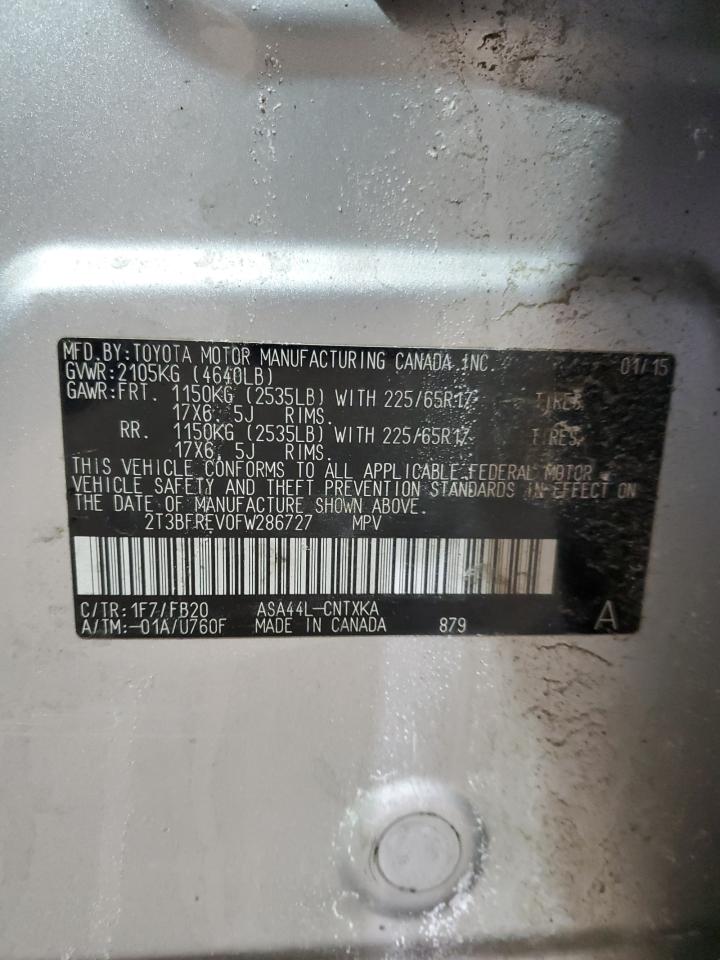 MFD.BY:TOYOTA MOTOR MANUFACTURING CANADA INC. 01/15
GVWR:2105KG (4640LB)
GAWR:FRT. 1150KG (2535LB) WITH 225/65R17 TIRES,
17X6.5J RIMS.
RR. 1150KG (2535LB) WITH 225/65R17 TIRES,
17X6.5J RIMS.
THIS VEHICLE CONFORMS TO ALL APPLICABLE FEDERAL MOTOR
VEHICLE SAFETY AND THEFT PREVENTION STANDARDS IN EFFECT ON
THE DATE OF MANUFACTURE SHOWN ABOVE.
2T3BFREV0FW286727 MPV
C/TR:1F7/FB20 ASA44L-CNTXKA
A/TM:-01A/U760F MADE IN CANADA 879 A